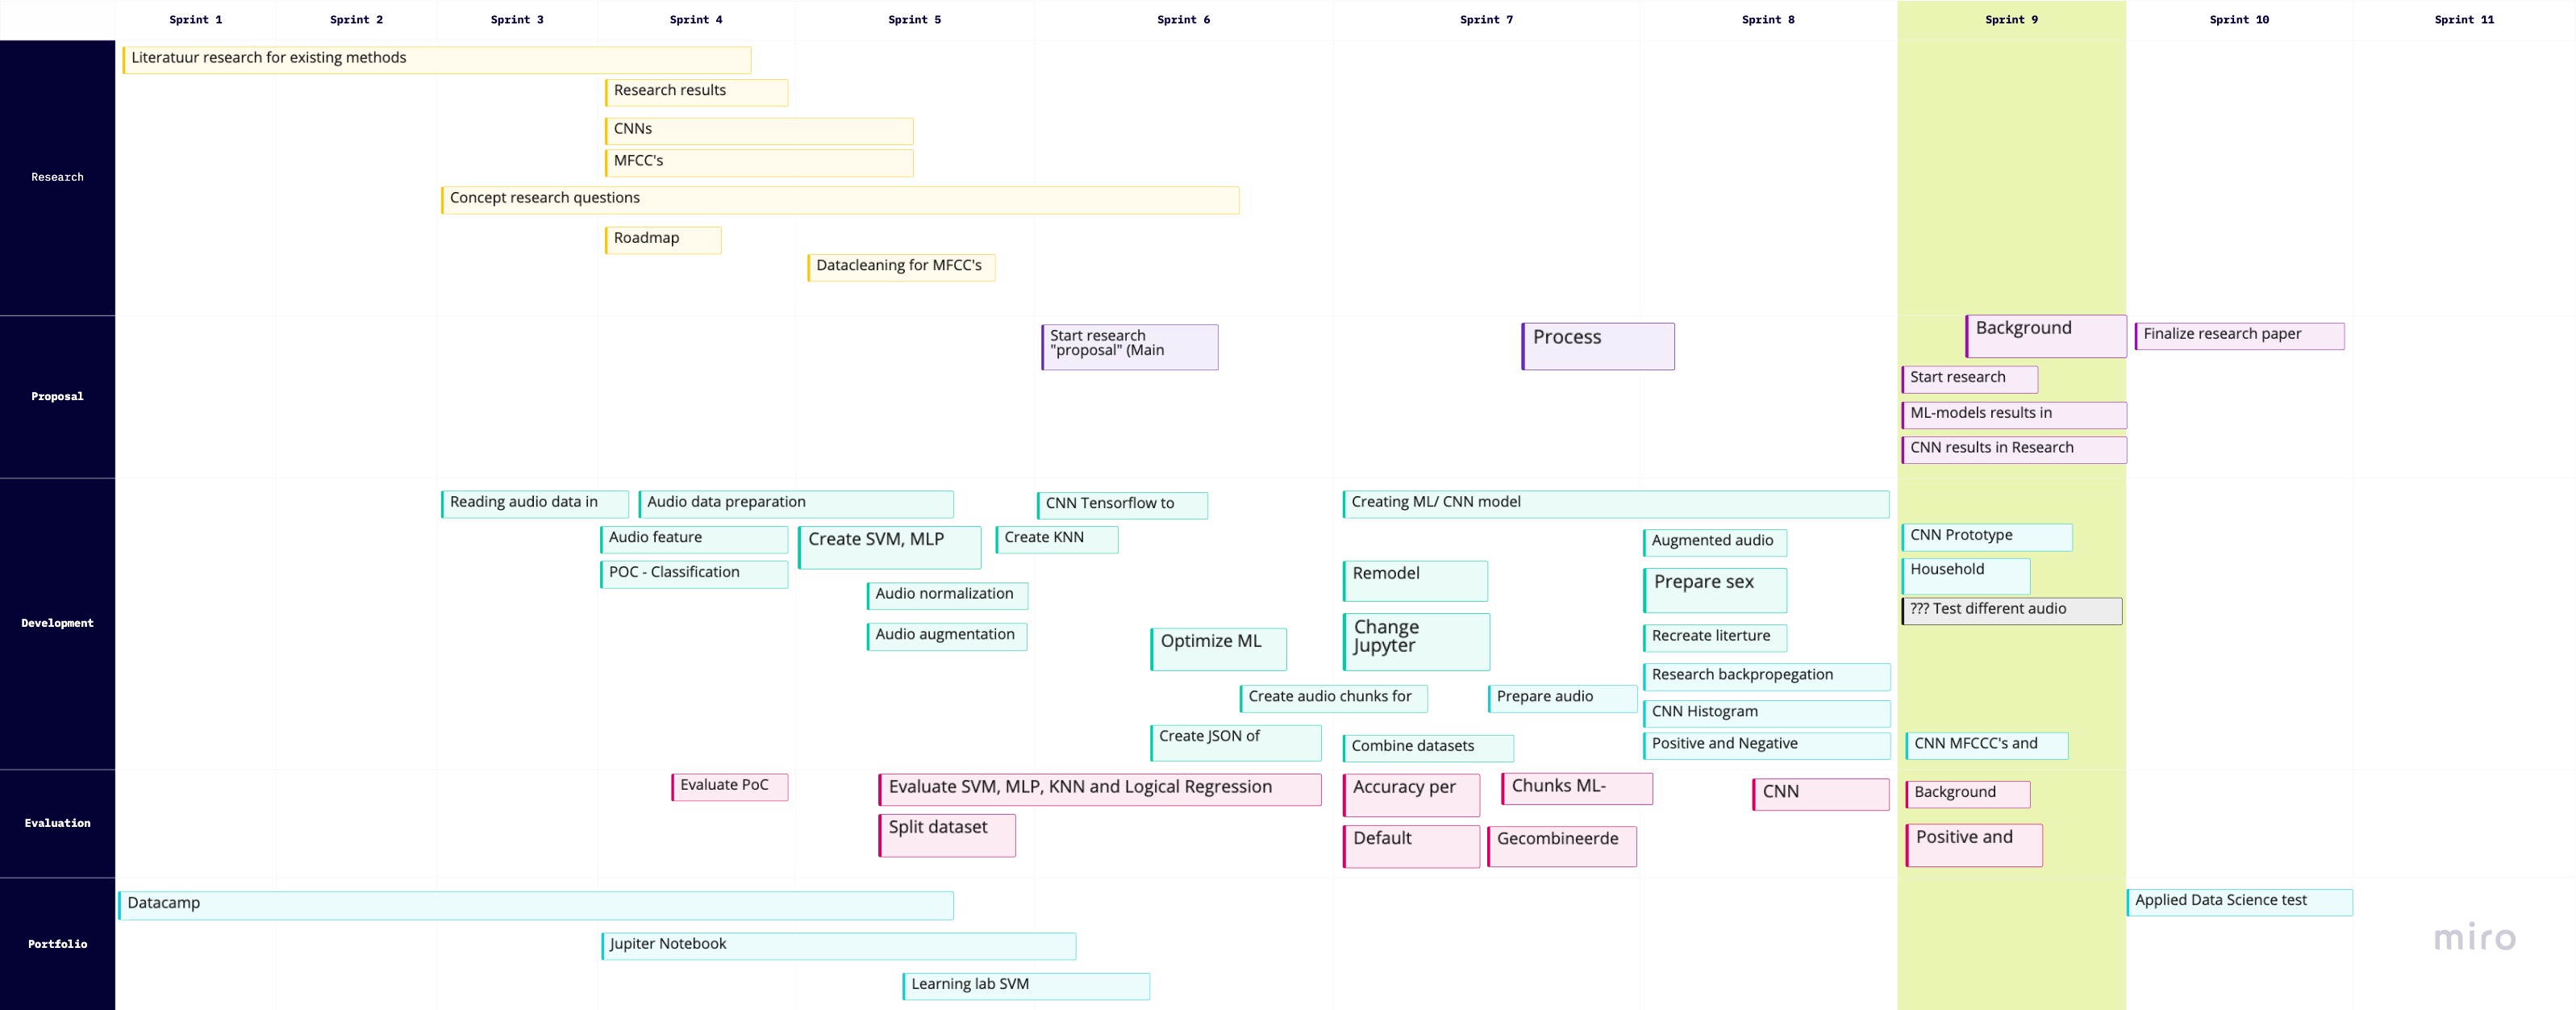 Sprint 1
Sprint 2
Sprint 3
Sprint 4
Sprint 5
Sprint 6
Sprint 7
Sprint 8
Sprint 9
Sprint 10
Sprint 11
Research
Literatuur research for existing methods
Research results
CNNs
MFCC's
Concept research questions
Roadmap
Datacleaning for MFCC's
Proposal
Start research
"proposal" (Main
Process
Background
Finalize research paper
Start research
ML-models results in
CNN results in Research
Development
Reading audio data in
Audio data preparation
CNN Tensorflow to
Creating ML/ CNN model
Audio feature
Create SVM, MLP
Create KNN
Augmented audio
CNN Prototype
POC - Classification
Remodel
Prepare sex
Household
Audio normalization
??? Test different audio
Audio augmentation
Optimize ML
Change
Jupyter
Recreate literture
Research backpropegation
Create audio chunks for
Prepare audio
CNN Histogram
Create JSON of
Combine datasets
Positive and Negative
CNN MFCCC's and
Evaluation
Evaluate PoC
Evaluate SVM, MLP, KNN and Logical Regression
Accuracy per
Chunks ML-
CNN
Background
Split dataset
Default
Gecombineerde
Positive and
Portfolio
Datacamp
Applied Data Science test
Jupiter Notebook
Learning lab SVM
miro